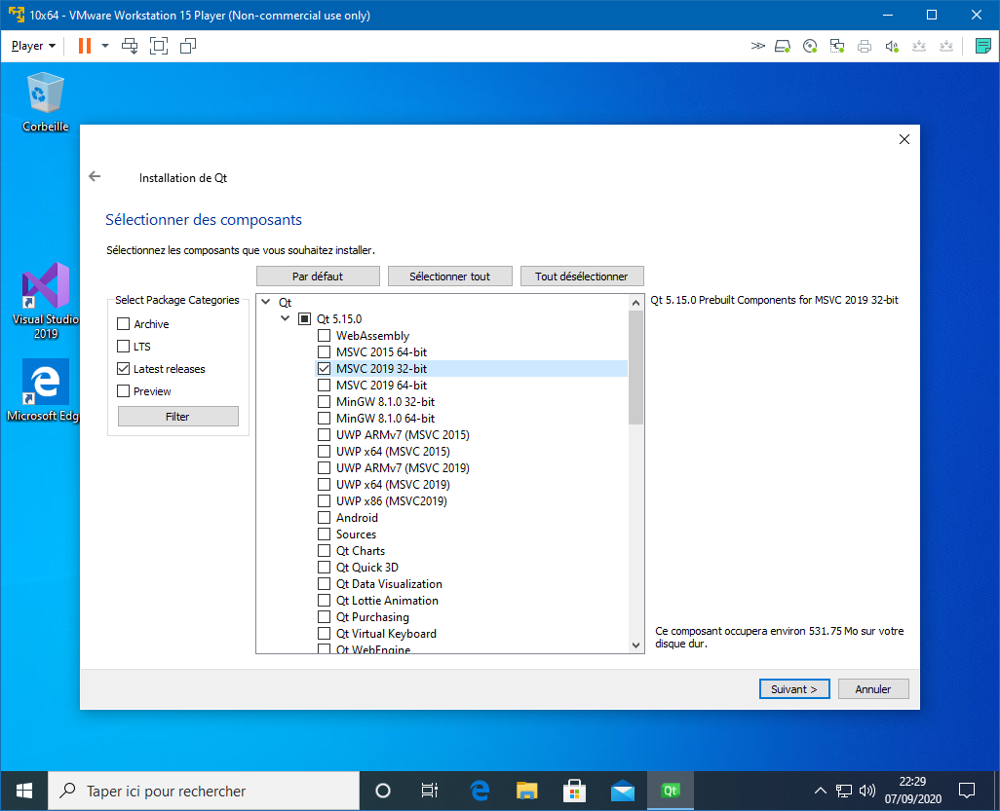 10x64 - VMware Workstation 15 Player (Non-commercial use only)
Player
Corbeille
Installation de Qt
Sélectionner des composants
Sélectionnez les composants que vous souhaitez installer.
Par défaut
Sélectionner tout
Tout désélectionner
Select Package Categories
Archive
LTS
Latest releases
Preview
Filter
Qt
Qt 5.15.0
WebAssembly
MSVC 2015 64-bit
MSVC 2019 32-bit
MSVC 2019 64-bit
MinGW 8.1.0 32-bit
MinGW 8.1.0 64-bit
UWP ARMv7 (MSVC 2015)
UWP x64 (MSVC 2015)
UWP ARMv7 (MSVC 2019)
UWP x64 (MSVC 2019)
UWP x86 (MSVC2019)
Android
Sources
Qt Charts
Qt Quick 3D
Qt Data Visualization
Qt Lottie Animation
Qt Purchasing
Qt Virtual Keyboard
Qt WebEngine
Qt 5.15.0 Prebuilt Components for MSVC 2019 32-bit
Ce composant occupera environ 531.75 Mo sur votre
disque dur.
Suivant >
Annuler
Visual Studio
2019
Microsoft Edg
Taper ici pour rechercher
Qt
22:29
07/09/2020